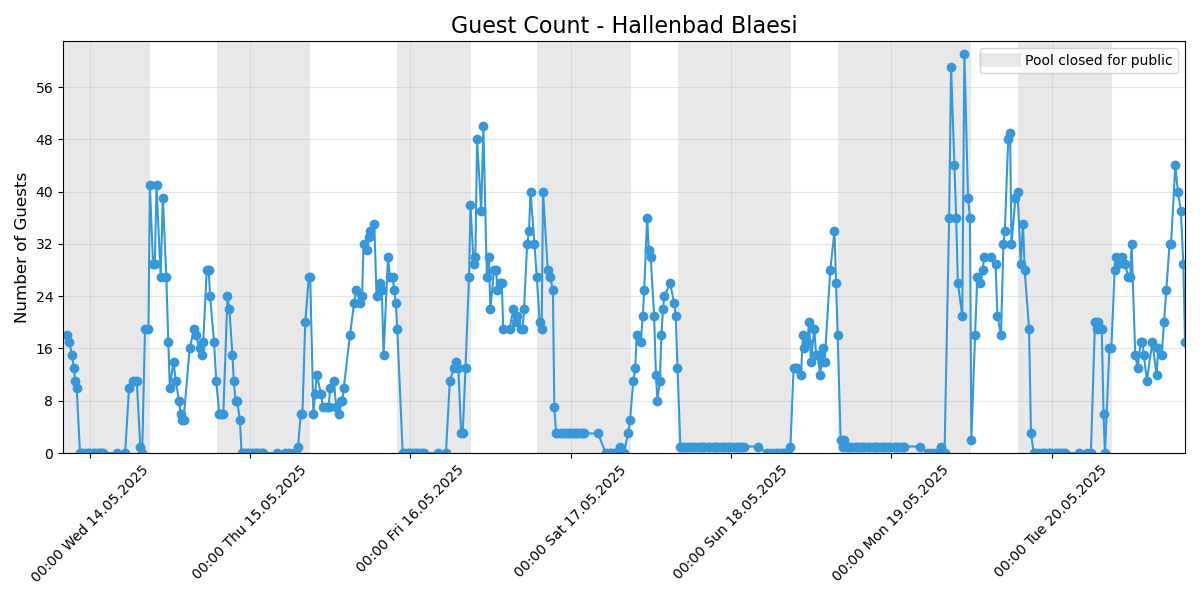 Guest Count - Hallenbad Blaesi
Pool closed for public
Number of Guests
56
48
40
32
24
16
8
0
00:00 Wed 14.05.2025
00:00 Thu 15.05.2025
00:00 Fri 16.05.2025
00:00 Sat 17.05.2025
00:00 Sun 18.05.2025
00:00 Mon 19.05.2025
00:00 Tue 20.05.2025